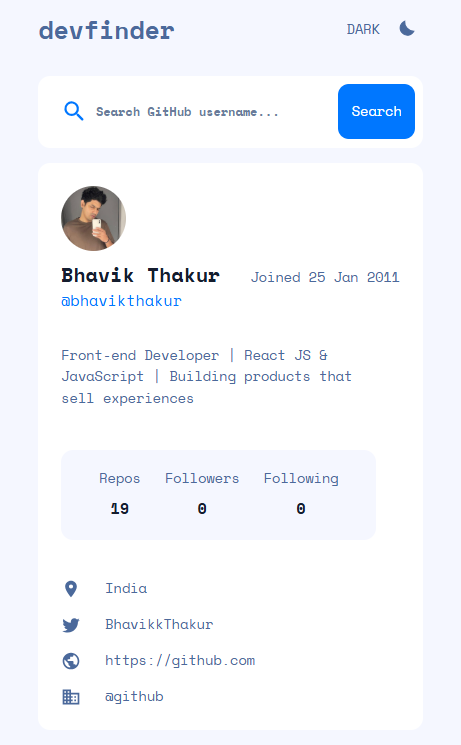 devfinder
DARK
Search GitHub username...
Search
Bhavik Thakur
Joined 25 Jan 2011
@bhavikthakur
Front-end Developer | React JS &
JavaScript | Building products that
sell experiences
Repos Followers Following
19 0 0
India
BhavikkThakur
https://github.com
@github